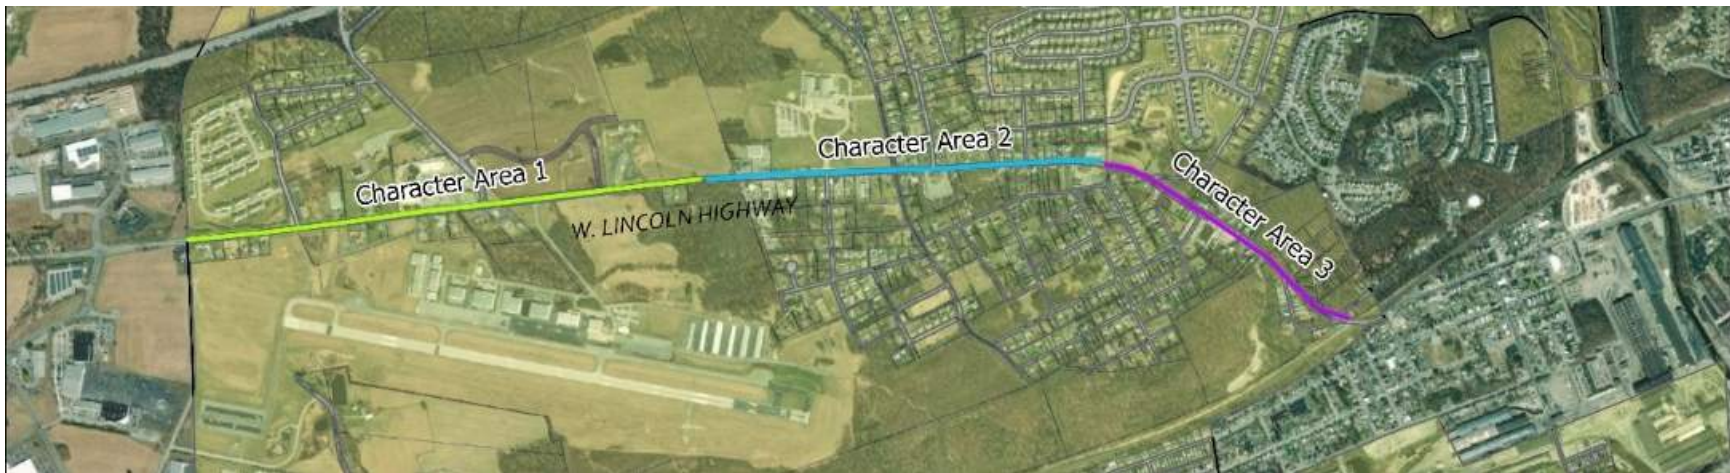 Character Area 1
Character Area 2
Character Area 3
W. LINCOLN HIGHWAY